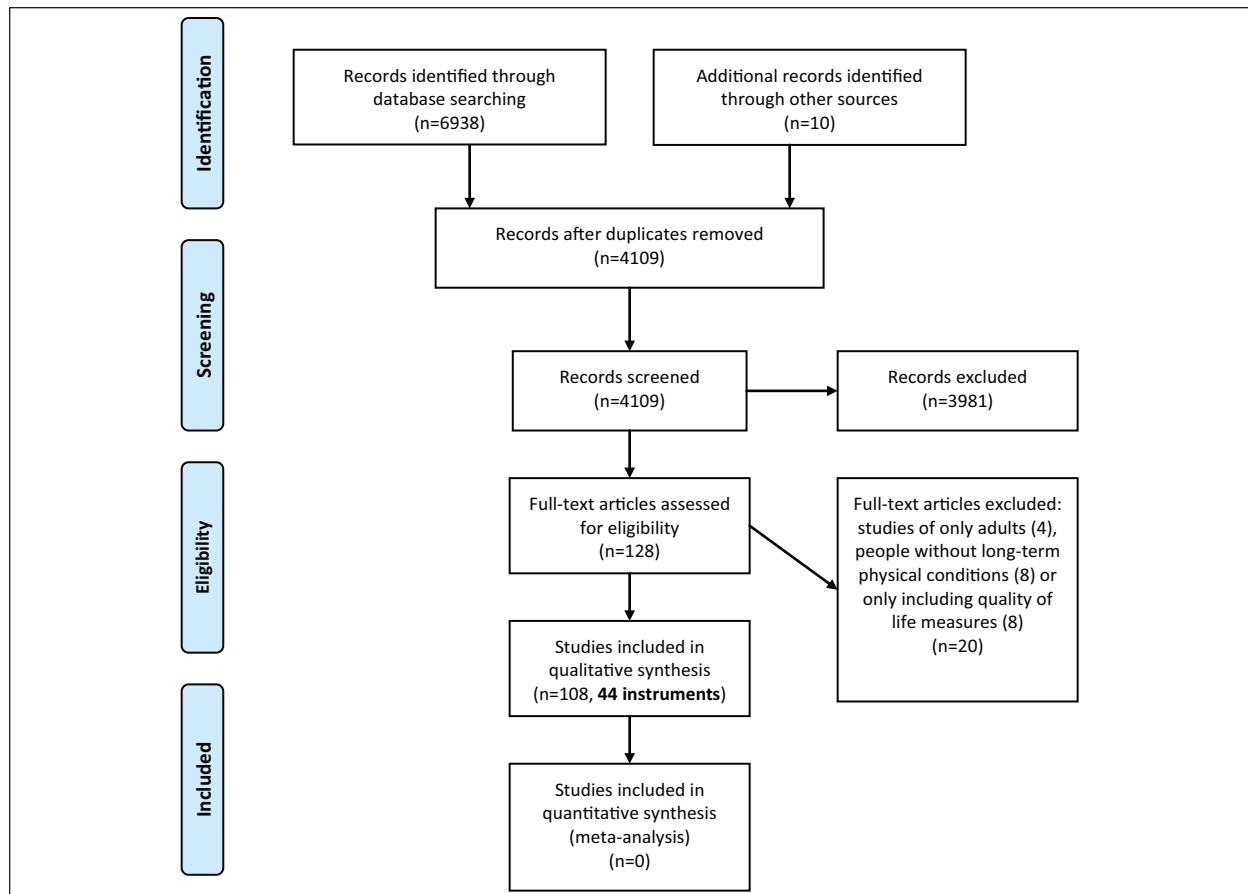 Identification
Records identified through
database searching
(n=6938)
Additional records identified
through other sources
(n=10)
Records after duplicates removed
(n=4109)
Screening
Records screened
(n=4109)
Records excluded
(n=3981)
Eligibility
Full-text articles assessed
for eligibility
(n=128)
Full-text articles excluded:
studies of only adults (4),
people without long-term
physical conditions (8) or
only including quality of
life measures (8)
(n=20)
Studies included in
qualitative synthesis
(n=108, 44 instruments)
Included
Studies included in
quantitative synthesis
(meta-analysis)
(n=0)